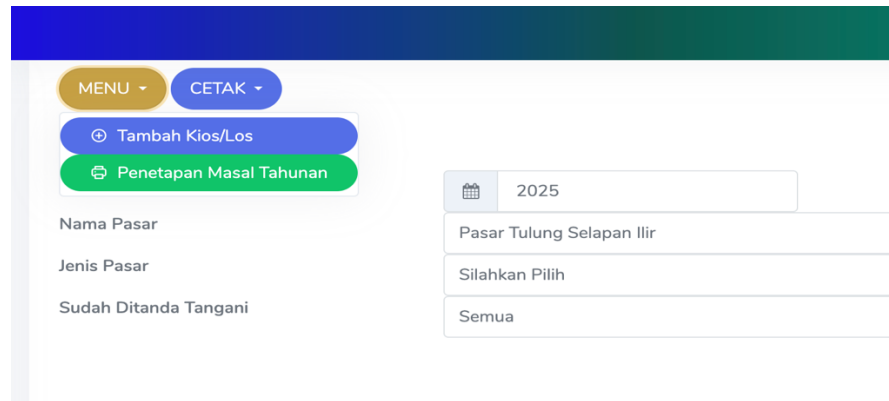 MENU CETAK
Tambah Kios/Los
Penetapan Masal Tahunan
2025
Nama Pasar
Pasar Tulung Selapan Ilir
Jenis Pasar
Silahkan Pilih
Sudah Ditanda Tangani
Semua